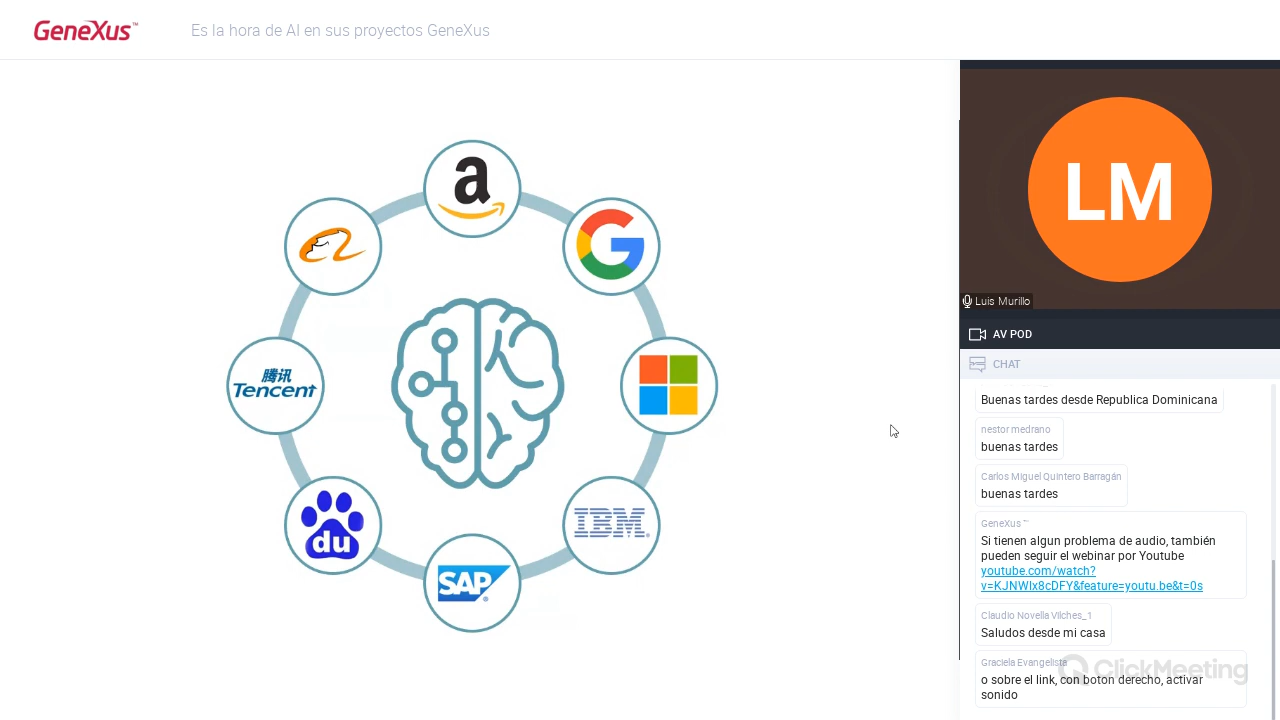 GeneXus™
Es la hora de AI en sus proyectos GeneXus
a
G
腾讯
Tencent
IBM
du
SAP
LM
Luis Murillo
AV POD
CHAT
Buenas tardes desde Republica Dominicana
nestor medrano
buenas tardes
Carlos Miguel Quintero Barragán
buenas tardes
GeneXus ™
Si tienen algun problema de audio, también
pueden seguir el webinar por Youtube
youtube.com/watch?
v=KJNWIx8cDFY&feature=youtu.be&t=0s
Claudio Novella Vilches_1
Saludos desde mi casa
Graciela Evangelista
o sobre el link, con boton derecho, activar
sonido
ClickMeeting